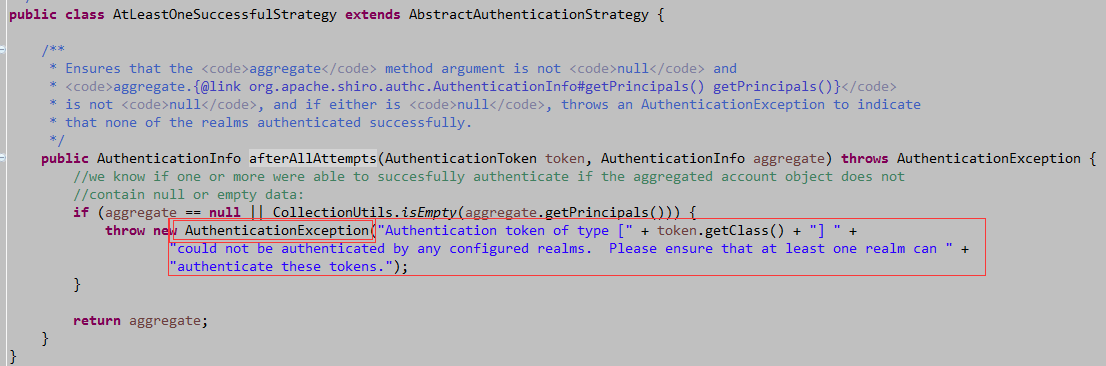 public class AtLeastOneSuccessfulStrategy extends AbstractAuthenticationStrategy {
/**
* Ensures that the <code>aggregate</code> method argument is not <code>null</code> and
* <code>aggregate.{@link org.apache.shiro.authc.AuthenticationInfo#getPrincipals() getPrincipals()}</code>
* is not <code>null</code>, and if either is <code>null</code>, throws an AuthenticationException to indicate
* that none of the realms authenticated successfully.
*/
public AuthenticationInfo afterAllAttempts(AuthenticationToken token, AuthenticationInfo aggregate) throws AuthenticationException {
//we know if one or more were able to succesfully authenticate if the aggregated account object does not
//contain null or empty data:
if (aggregate == null || CollectionUtils.isEmpty(aggregate.getPrincipals())) {
throw new AuthenticationException("Authentication token of type [" + token.getClass() + "] " +
"could not be authenticated by any configured realms.  Please ensure that at least one realm can " +
"authenticate these tokens.");
}
return aggregate;
}
}